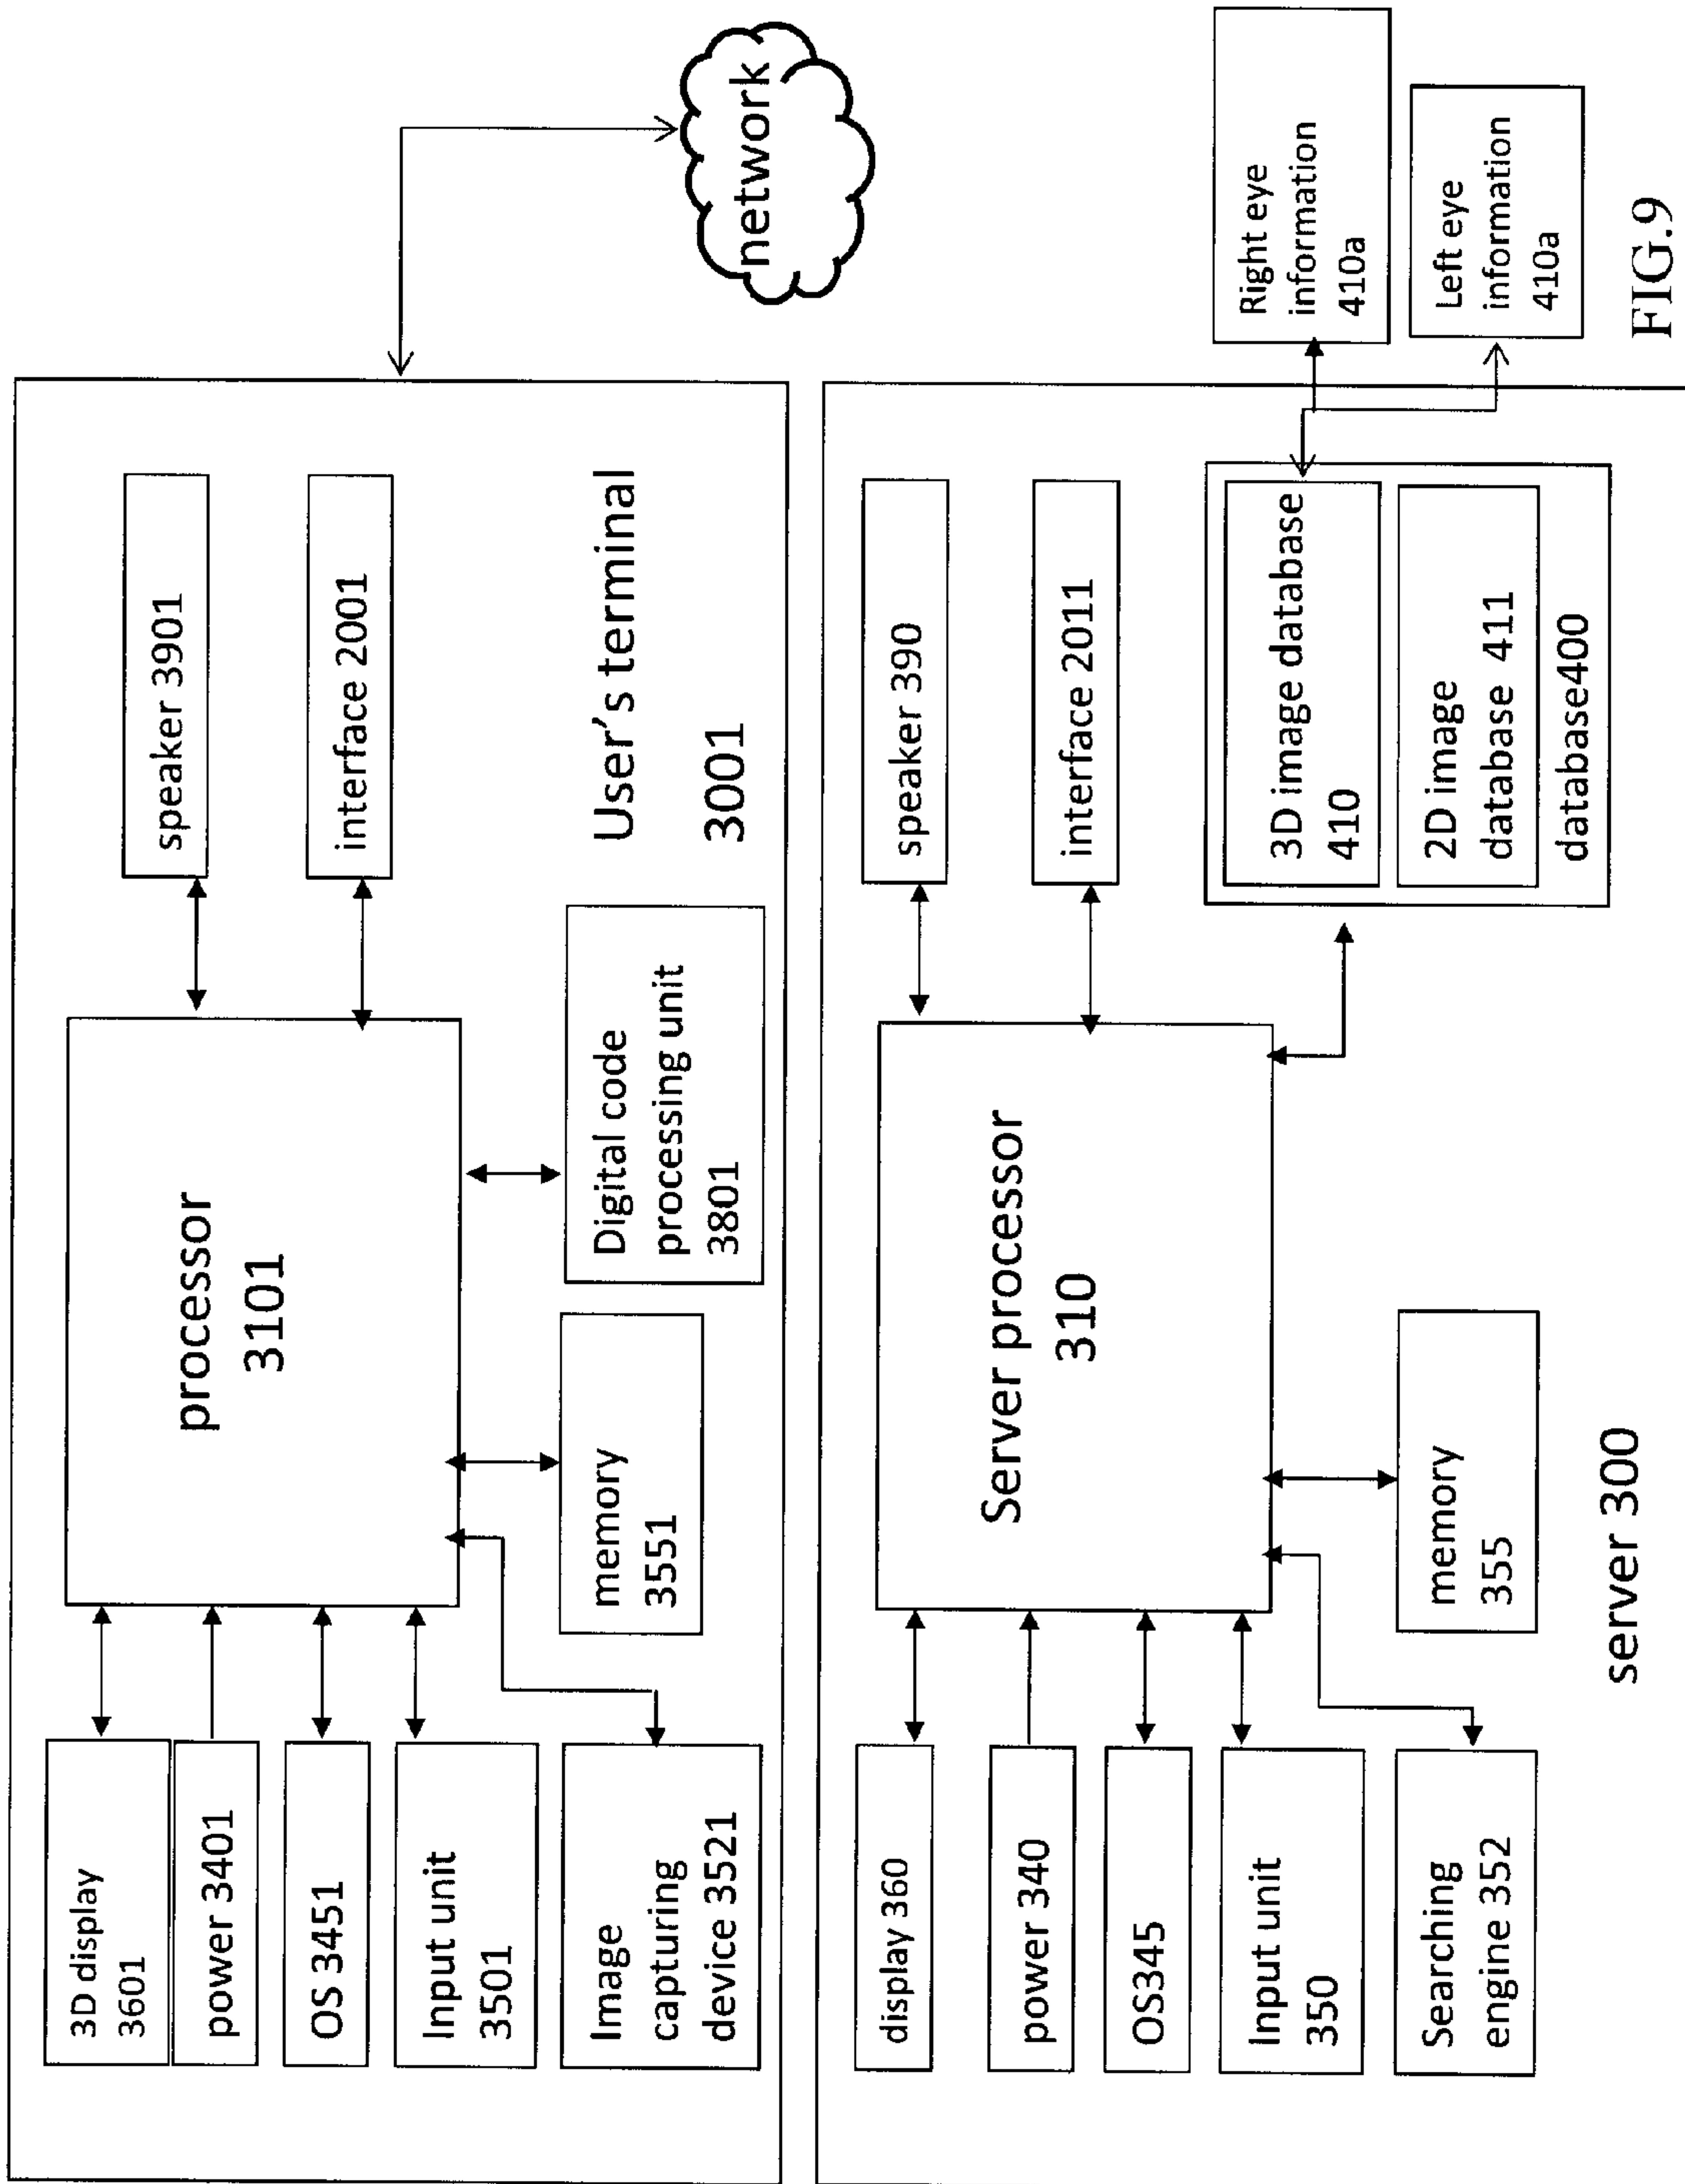 3D display
3601
power 3401
OS 3451
Input unit
3501
Image
capturing
device 3521
processor
3101
memory
3551
Digital code
processing unit
3801
speaker 3901
interface 2001
User's terminal
3001
network
display 360
power 340
OS345
Input unit
350
Searching
engine 352
Server processor
310
memory
355
speaker 390
interface 2011
3D image database
410
2D image
database 411
database400
Right eye
information
410a
Left eye
information
410a
server 300
FIG.9